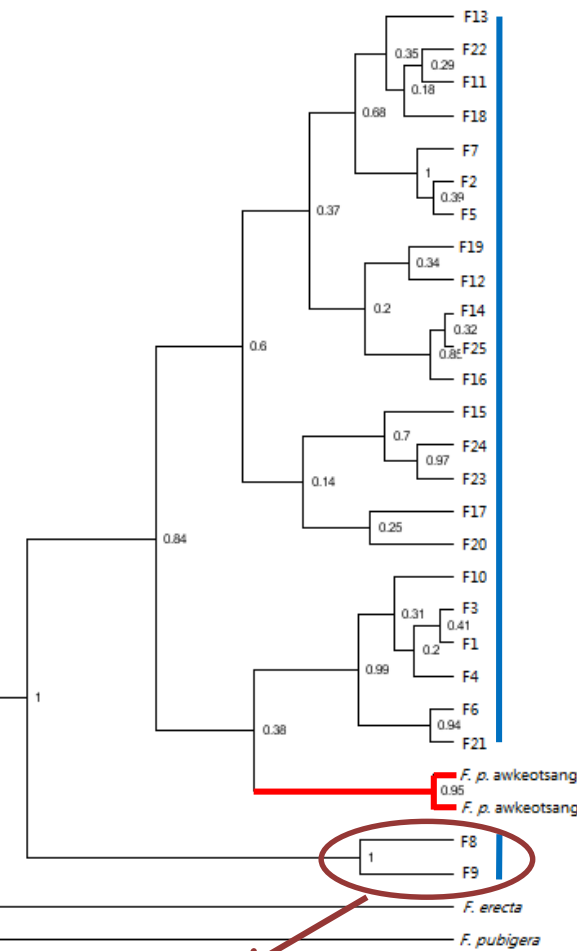 F13
0.35
F22
0.29
F11
0.18
F18
0.68
F7
1
F2
0.39
F5
0.37
F19
0.34
F12
0.2
F14
0.32
F25
0.85
F16
0.6
F15
0.7
F24
0.97
F23
0.14
F17
0.25
F20
0.84
F10
0.31
F3
0.41
F1
0.2
F4
0.99
F6
0.94
F21
1
0.38
F. p. awkeotsang
0.95
F. p. awkeotsang
F8
1
F9
F. erecta
F. pubigera